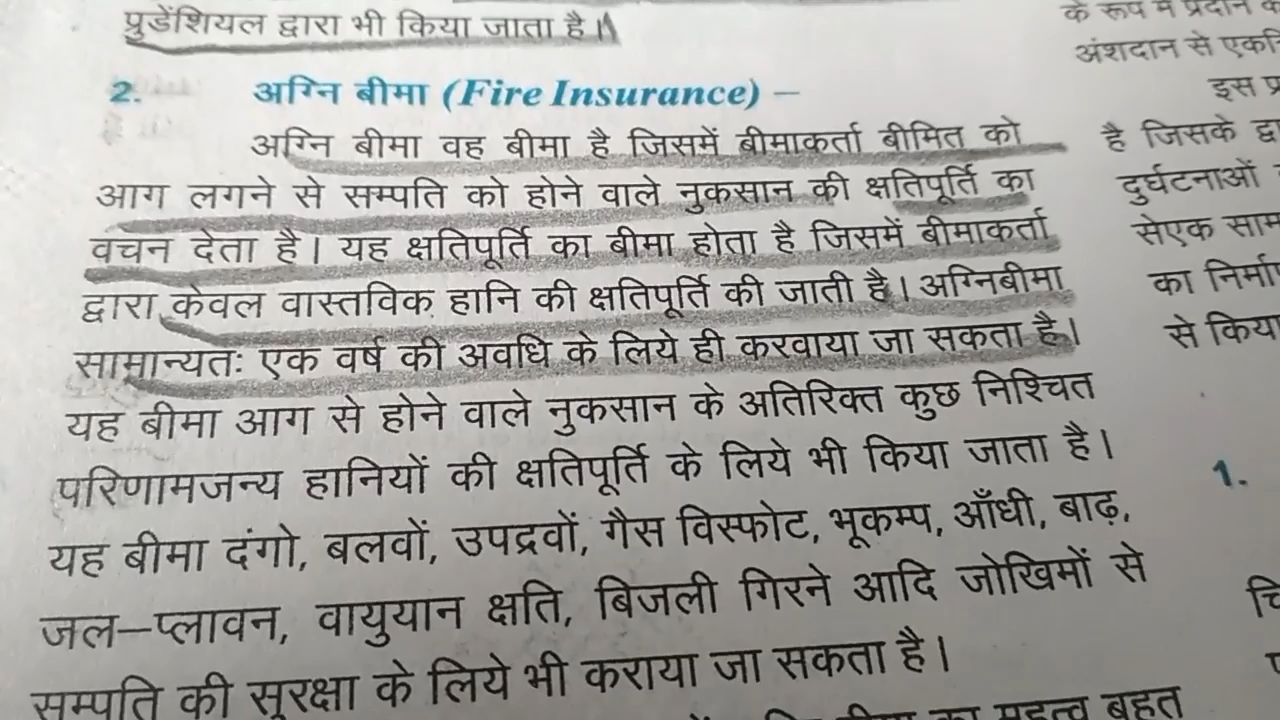 प्रुडेंशियल द्वारा भी किया जाता है।
2. अग्नि बीमा (Fire Insurance) –
अग्नि बीमा वह बीमा है जिसमें बीमाकर्ता बीमित को
आग लगने से सम्पति को होने वाले नुकसान की क्षतिपूर्ति का
वचन देता है। यह क्षतिपूर्ति का बीमा होता है जिसमें बीमाकर्ता
द्वारा केवल वास्तविक हानि की क्षतिपूर्ति की जाती है। अग्निबीमा
सामान्यतः एक वर्ष की अवधि के लिये ही करवाया जा सकता है।
यह बीमा आग से होने वाले नुकसान के अतिरिक्त कुछ निश्चित
परिणामजन्य हानियों की क्षतिपूर्ति के लिये भी किया जाता है।
यह बीमा दंगो, बलवों, उपद्रवों, गैस विस्फोट, भूकम्प, आँधी, बाढ़,
जल–प्लावन, वायुयान क्षति, बिजली गिरने आदि जोखिमों से
सम्पति की सुरक्षा के लिये भी कराया जा सकता है।
का महत्व बहुत
के रूप में प्रदान
अंशदान से
इस
है जिसके
दुर्घटनाओं
सेएक
का
से
1.